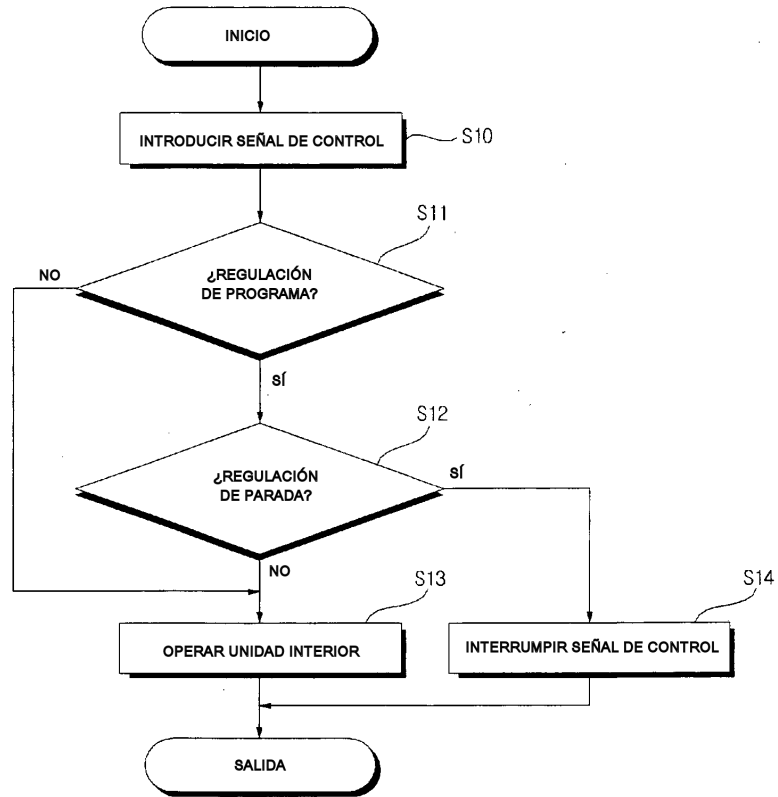 INICIO
INTRODUCIR SEÑAL DE CONTROL
S10
S11
¿REGULACIÓN
DE PROGRAMA?
NO
SÍ
S12
¿REGULACIÓN
DE PARADA?
SÍ
NO
S13
OPERAR UNIDAD INTERIOR
S14
INTERRUMPIR SEÑAL DE CONTROL
SALIDA